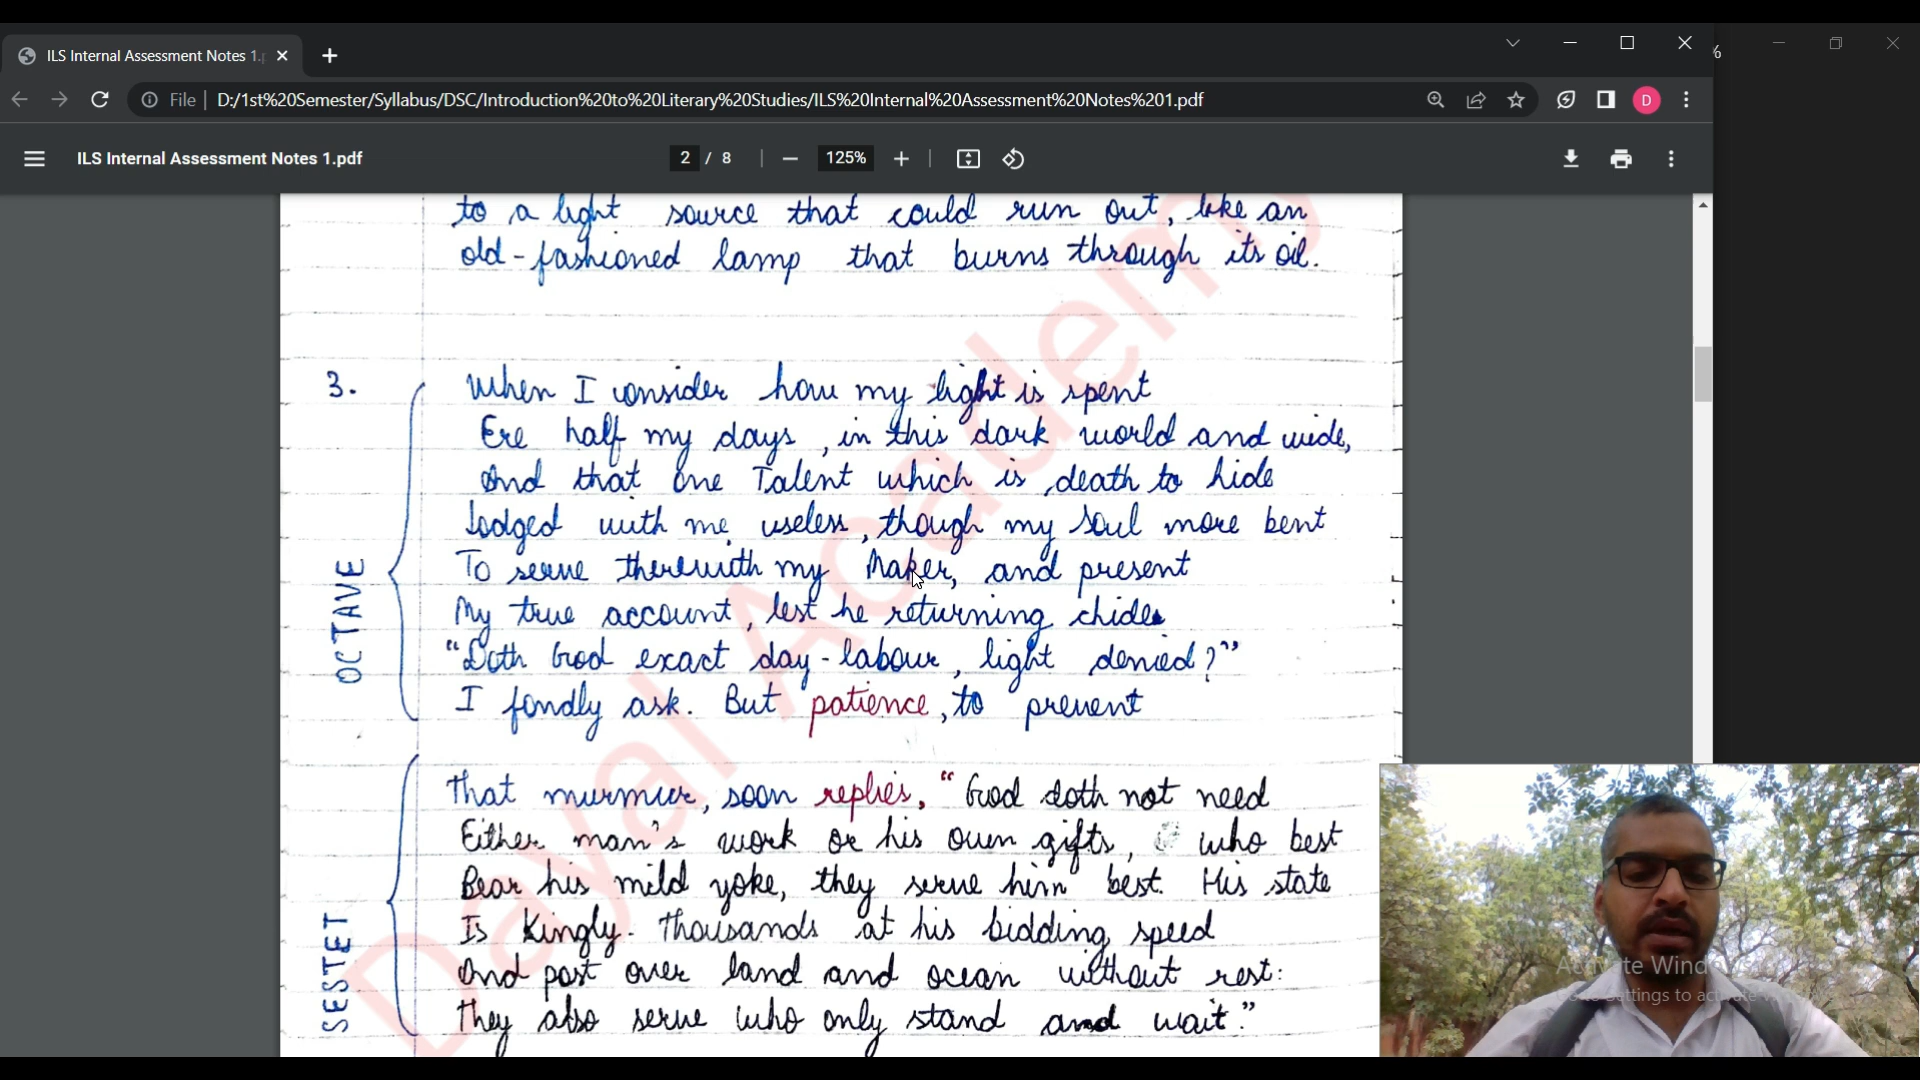 ILS Internal Assessment Notes 1.p
%
File
D:/1st%20Semester/Syllabus/DSC/Introduction%20to%20Literary%20Studies/ILS%20Internal%20Assessment%20Notes%201.pdf
D
ILS Internal Assessment Notes 1.pdf
2 / 8
125%
to a light source that could run out, like an
old-fashioned lamp that burns through its oil.
3.
When I consider how my light is spent
Ere half my days, in this dark world and wide,
And that one Talent which is death to hide
lodged with me useless, though my Soul more bent
To serve therewith my Maker, and present
My true account, lest he returning chide
"Doth God exact day-labour, light denied?"
I fondly ask. But patience, to prevent
OCTAVE
That murmur, soon replies, "God doth not need
Either man's work or his own gifts, who best
Bear his mild yoke, they serve him best. His state
Is Kingly. Thousands at his bidding speed
And post over land and ocean without rest:
They also serve who only stand and wait."
SESTET
Dayal Academy
Activate Windows
Settings to activate